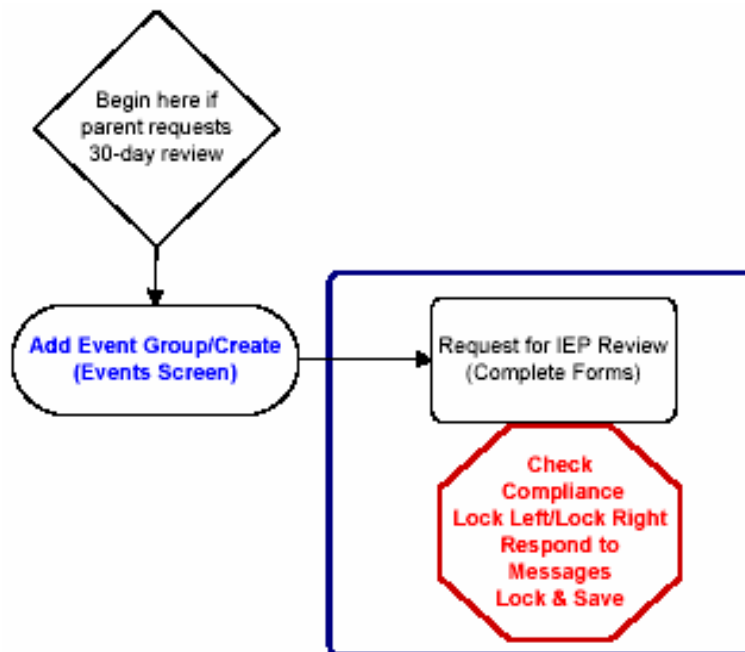 Begin here if
parent requests
30-day review
Add Event Group/Create
(Events Screen)
Request for IEP Review
(Complete Forms)
Check
Compliance
Lock Left/Lock Right
Respond to
Messages
Lock & Save